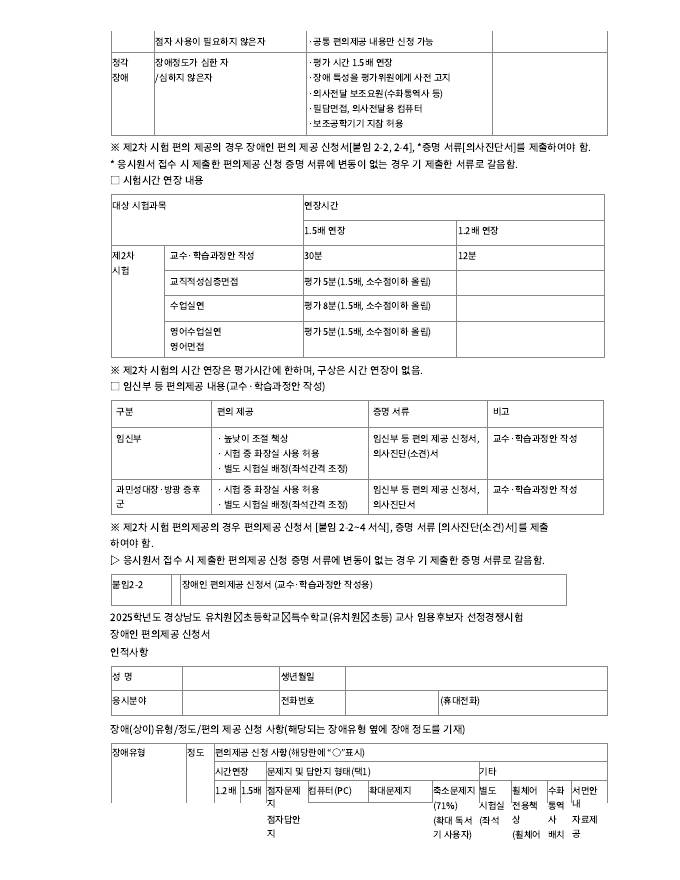 점자 사용이 필요하지 않은자
·공통 편의제공 내용만 신청 가능
청각
장애
장애정도가 심한 자
/심하지 않은자
·평가 시간 1.5배 연장
·장애 특성을 평가위원에게 사전 고지
·의사전달 보조요원(수화통역사 등)
·필답면접, 의사전달용 컴퓨터
·보조공학기기 지참 허용
※ 제2차 시험 편의 제공의 경우 장애인 편의 제공 신청서[붙임 2-2, 2-4], *증명 서류[의사진단서]를 제출하여야 함.
* 응시원서 접수 시 제출한 편의제공 신청 증명 서류에 변동이 없는 경우 기 제출한 서류로 갈음함.
□ 시험시간 연장 내용
대상 시험과목
연장시간
1.5배 연장
1.2배 연장
제2차
시험
교수·학습과정안 작성
30분
12분
교직적성심층면접
평가 5분(1.5배, 소수점이하 올림)
수업실연
평가 8분(1.5배, 소수점이하 올림)
영어수업실연
영어면접
평가 5분(1.5배, 소수점이하 올림)
※ 제2차 시험의 시간 연장은 평가시간에 한하며, 구상은 시간 연장이 없음.
□ 임신부 등 편의제공 내용(교수·학습과정안 작성)
구분
편의 제공
증명 서류
비고
임신부
· 높낮이 조절 책상
· 시험 중 화장실 사용 허용
· 별도 시험실 배정(좌석간격 조정)
임신부 등 편의 제공 신청서,
의사진단(소견)서
교수·학습과정안 작성
과민성대장·방광 증후
군
· 시험 중 화장실 사용 허용
· 별도 시험실 배정(좌석간격 조정)
임신부 등 편의 제공 신청서,
의사진단서
교수·학습과정안 작성
※ 제2차 시험 편의제공의 경우 편의제공 신청서 [붙임 2-2~4 서식], 증명 서류 [의사진단(소견)서]를 제출
하여야 함.
▷ 응시원서 접수 시 제출한 편의제공 신청 증명 서류에 변동이 없는 경우 기 제출한 증명 서류로 갈음함.
붙임2-2
장애인 편의제공 신청서 (교수·학습과정안 작성용)
2025학년도 경상남도 유치원☒초등학교☒특수학교(유치원☒초등) 교사 임용후보자 선정경쟁시험
장애인 편의제공 신청서
인적사항
성 명
생년월일
응시분야
전화번호
(휴대전화)
장애(상이)유형/정도/편의 제공 신청 사항(해당되는 장애유형 옆에 장애 정도를 기재)
장애유형
정도
편의제공 신청 사항(해당란에 "○"표시)
시간연장
문제지 및 답안지 형태(택1)
기타
1.2배
1.5배
점자문제
지
점자답안
지
컴퓨터(PC)
확대문제지
축소문제지
(71%)
(확대 독서
기 사용자)
별도
시험실
(좌석
휠체어
전용책
상
(휠체어
수화
통역
사
배치
서면안
내
자료제
공